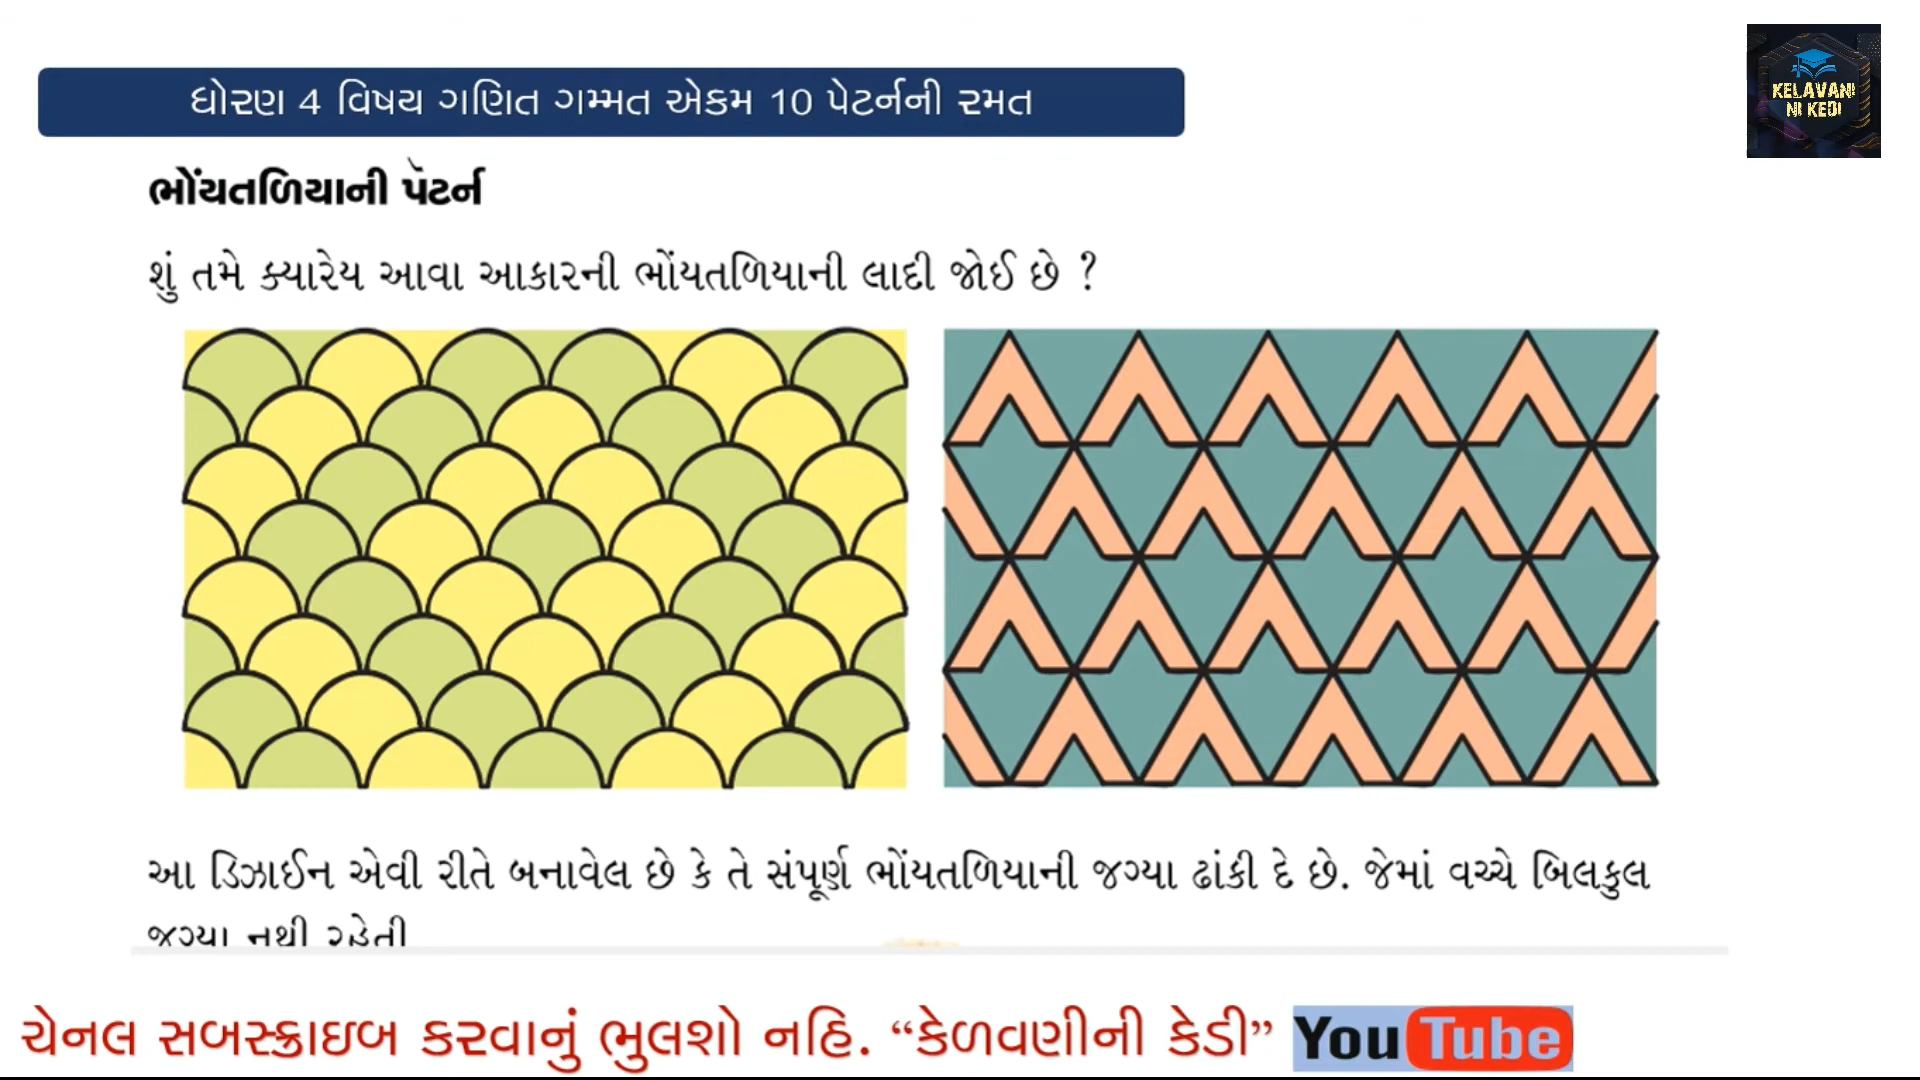 ધોરણ 4 વિષય ગણિત ગમ્મત એકમ 10 પેટર્નની રમત
KELAVANI
NI KEDI
ભોંયતળિયાની પૅટર્ન
શું તમે ક્યારેય આવા આકારની ભોંયતળિયાની લાદી જોઈ છે ?
આ ડિઝાઈન એવી રીતે બનાવેલ છે કે તે સંપૂર્ણ ભોંયતળિયાની જગ્યા ઢાંકી દે છે. જેમાં વચ્ચે બિલકુલ
જગ્યા નથી રહેતી
ચેનલ સબસ્ક્રાઇબ કરવાનું ભુલશો નહિ. “કેળવણીની કેડી” YouTube